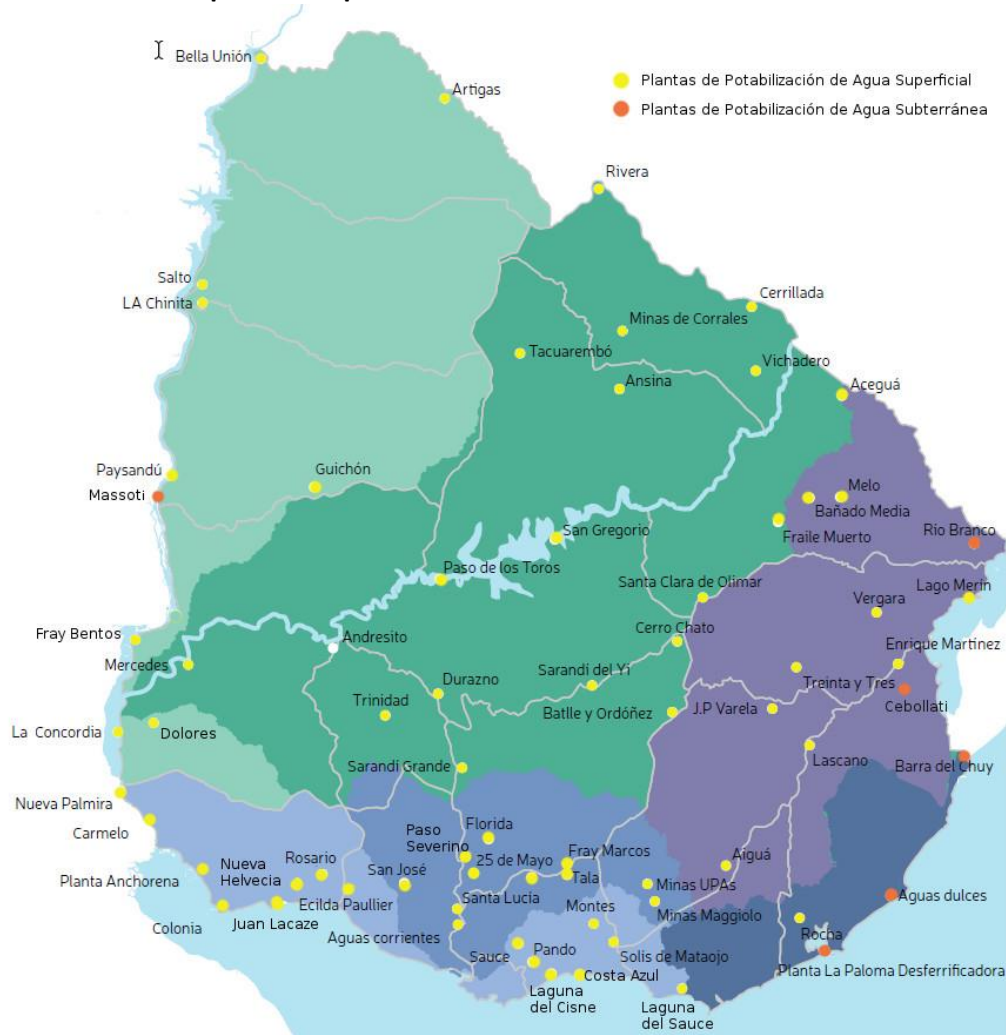 Bella Unión
Artigas
Plantas de Potabilización de Agua Superficial
Plantas de Potabilización de Agua Subterránea
Rivera
Salto
LA Chinita
Cerrillada
Minas de Corrales
Tacuarembó
Vichadero
Ansina
Aceguá
Paysandú
Massoti
Guichón
Melo
Bañado Media
San Gregorio
Fraile Muerto
Rio Branco
Paso de los Toros
Santa Clara de Olimar
Lago Merín
Vergara
Fray Bentos
Andresito
Cerro Chato
Enrique Martínez
Mercedes
Sarandí del Yí
Treinta y Tres
Durazno
Cebollatí
Trinidad
Batlle y Ordóñez
J.P Varela
La Concordia
Dolores
Lascano
Sarandí Grande
Barra del Chuy
Nueva Palmira
Carmelo
Florida
Paso
Severino
Fray Marcos
25 de Mayo
Aiguá
Planta Anchorena
Nueva
Helvecia
Rosario
San José
Tala
Minas UPAs
Ecilda Paullier
Santa Lucía
Montes
Minas Maggiolo
Aguas dulces
Colonia
Juan Lacaze
Aguas corrientes
Rocha
Sauce
Pando
Solís de Mataojo
Planta La Paloma Desferrificadora
Costa Azul
Laguna
del Cisne
Laguna
del Sauce